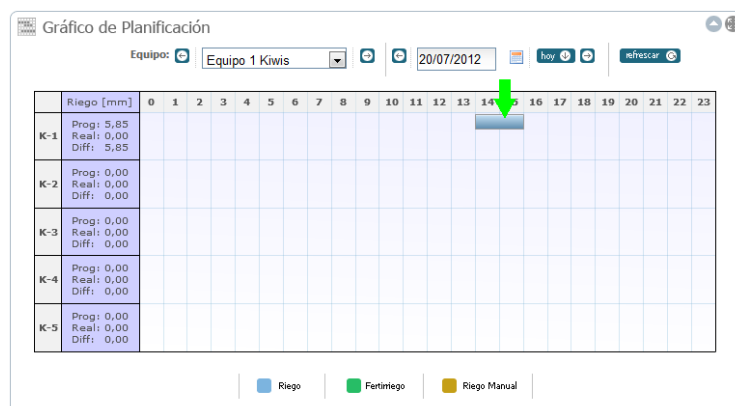 Gráfico de Planificación
Equipo: Equipo 1 Kiwis 20/07/2012 hoy refrescar
Riego [mm] 0 1 2 3 4 5 6 7 8 9 10 11 12 13 14 16 17 18 19 20 21 22 23
K-1 Prog: 5,85
Real: 0,00
Diff: 5,85
K-2 Prog: 0,00
Real: 0,00
Diff: 0,00
K-3 Prog: 0,00
Real: 0,00
Diff: 0,00
K-4 Prog: 0,00
Real: 0,00
Diff: 0,00
K-5 Prog: 0,00
Real: 0,00
Diff: 0,00
Riego Fertirriego Riego Manual